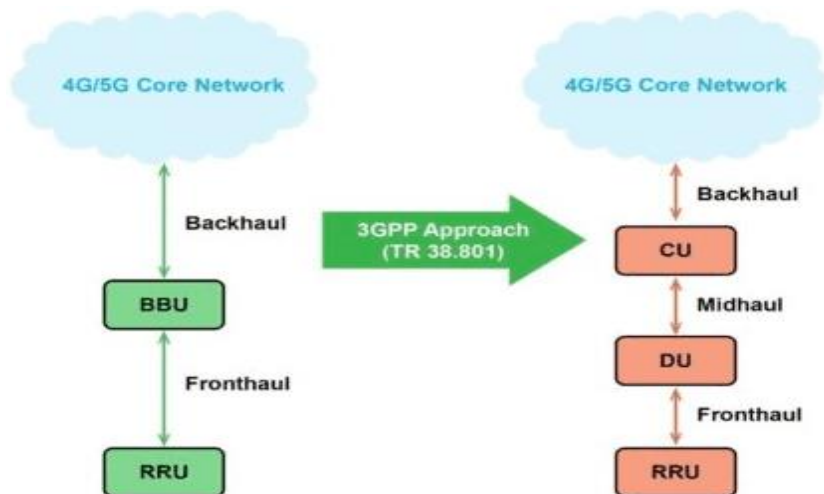 4G/5G Core Network
Backhaul
BBU
Fronthaul
RRU
3GPP Approach
(TR 38.801)
4G/5G Core Network
Backhaul
CU
Midhaul
DU
Fronthaul
RRU